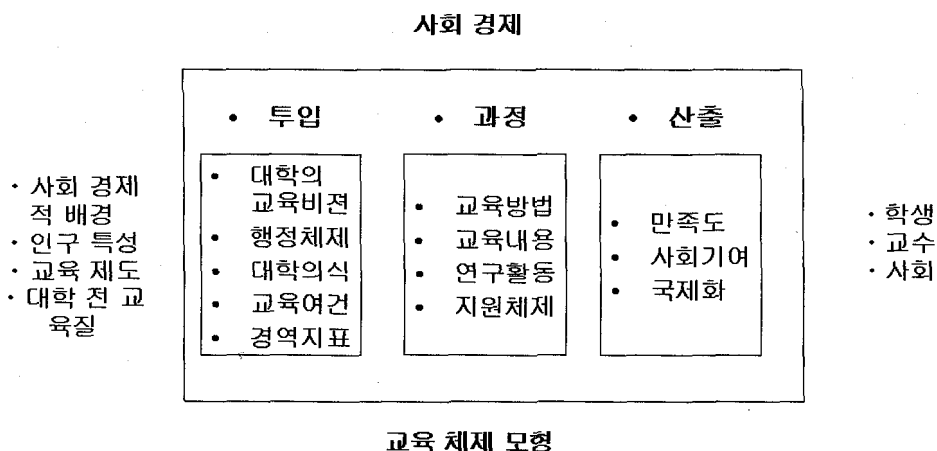 사회 경제
• 투입
• 과정
• 산출
· 사회 경제
적 배경
· 인구 특성
· 교육 제도
· 대학 전 교
육질
• 대학의
교육비젼
• 행정체제
• 대학의식
• 교육여건
• 경역지표
• 교육방법
• 교육내용
• 연구활동
• 지원체제
• 만족도
• 사회기여
• 국제화
· 학생
· 교수
· 사회
교육 체제 모형